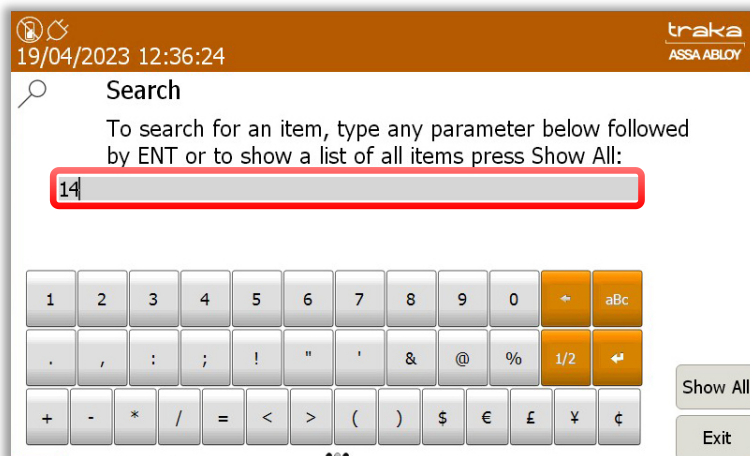 19/04/2023 12:36:24
traka
ASSA ABLOY
Search
To search for an item, type any parameter below followed
by ENT or to show a list of all items press Show All:
14
1 2 3 4 5 6 7 8 9 0 aBc
. , : ; ! " ' & @ % 1/2
+ - * / = < > ( ) $ € £ ¥ ¢
Show All
Exit